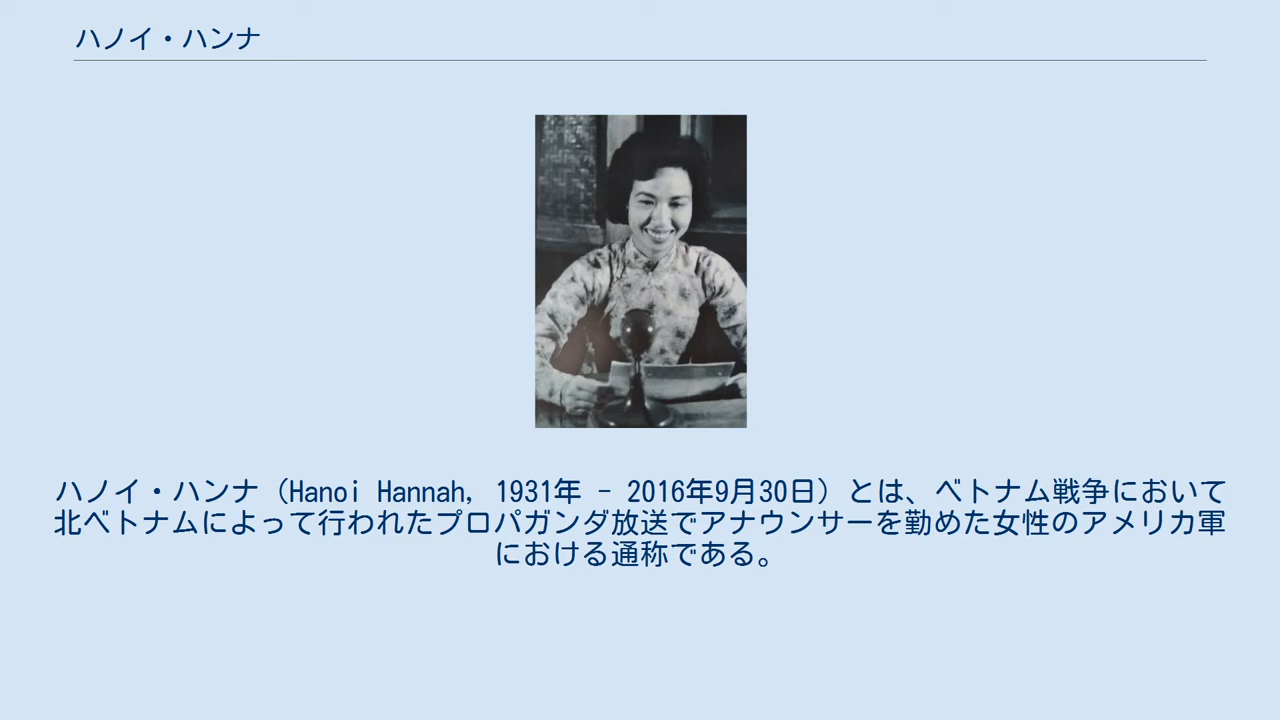 ハノイ・ハンナ
ハノイ・ハンナ（Hanoi Hannah, 1931年 - 2016年9月30日）とは、ベトナム戦争において
北ベトナムによって行われたプロパガンダ放送でアナウンサーを勤めた女性のアメリカ軍
における通称である。